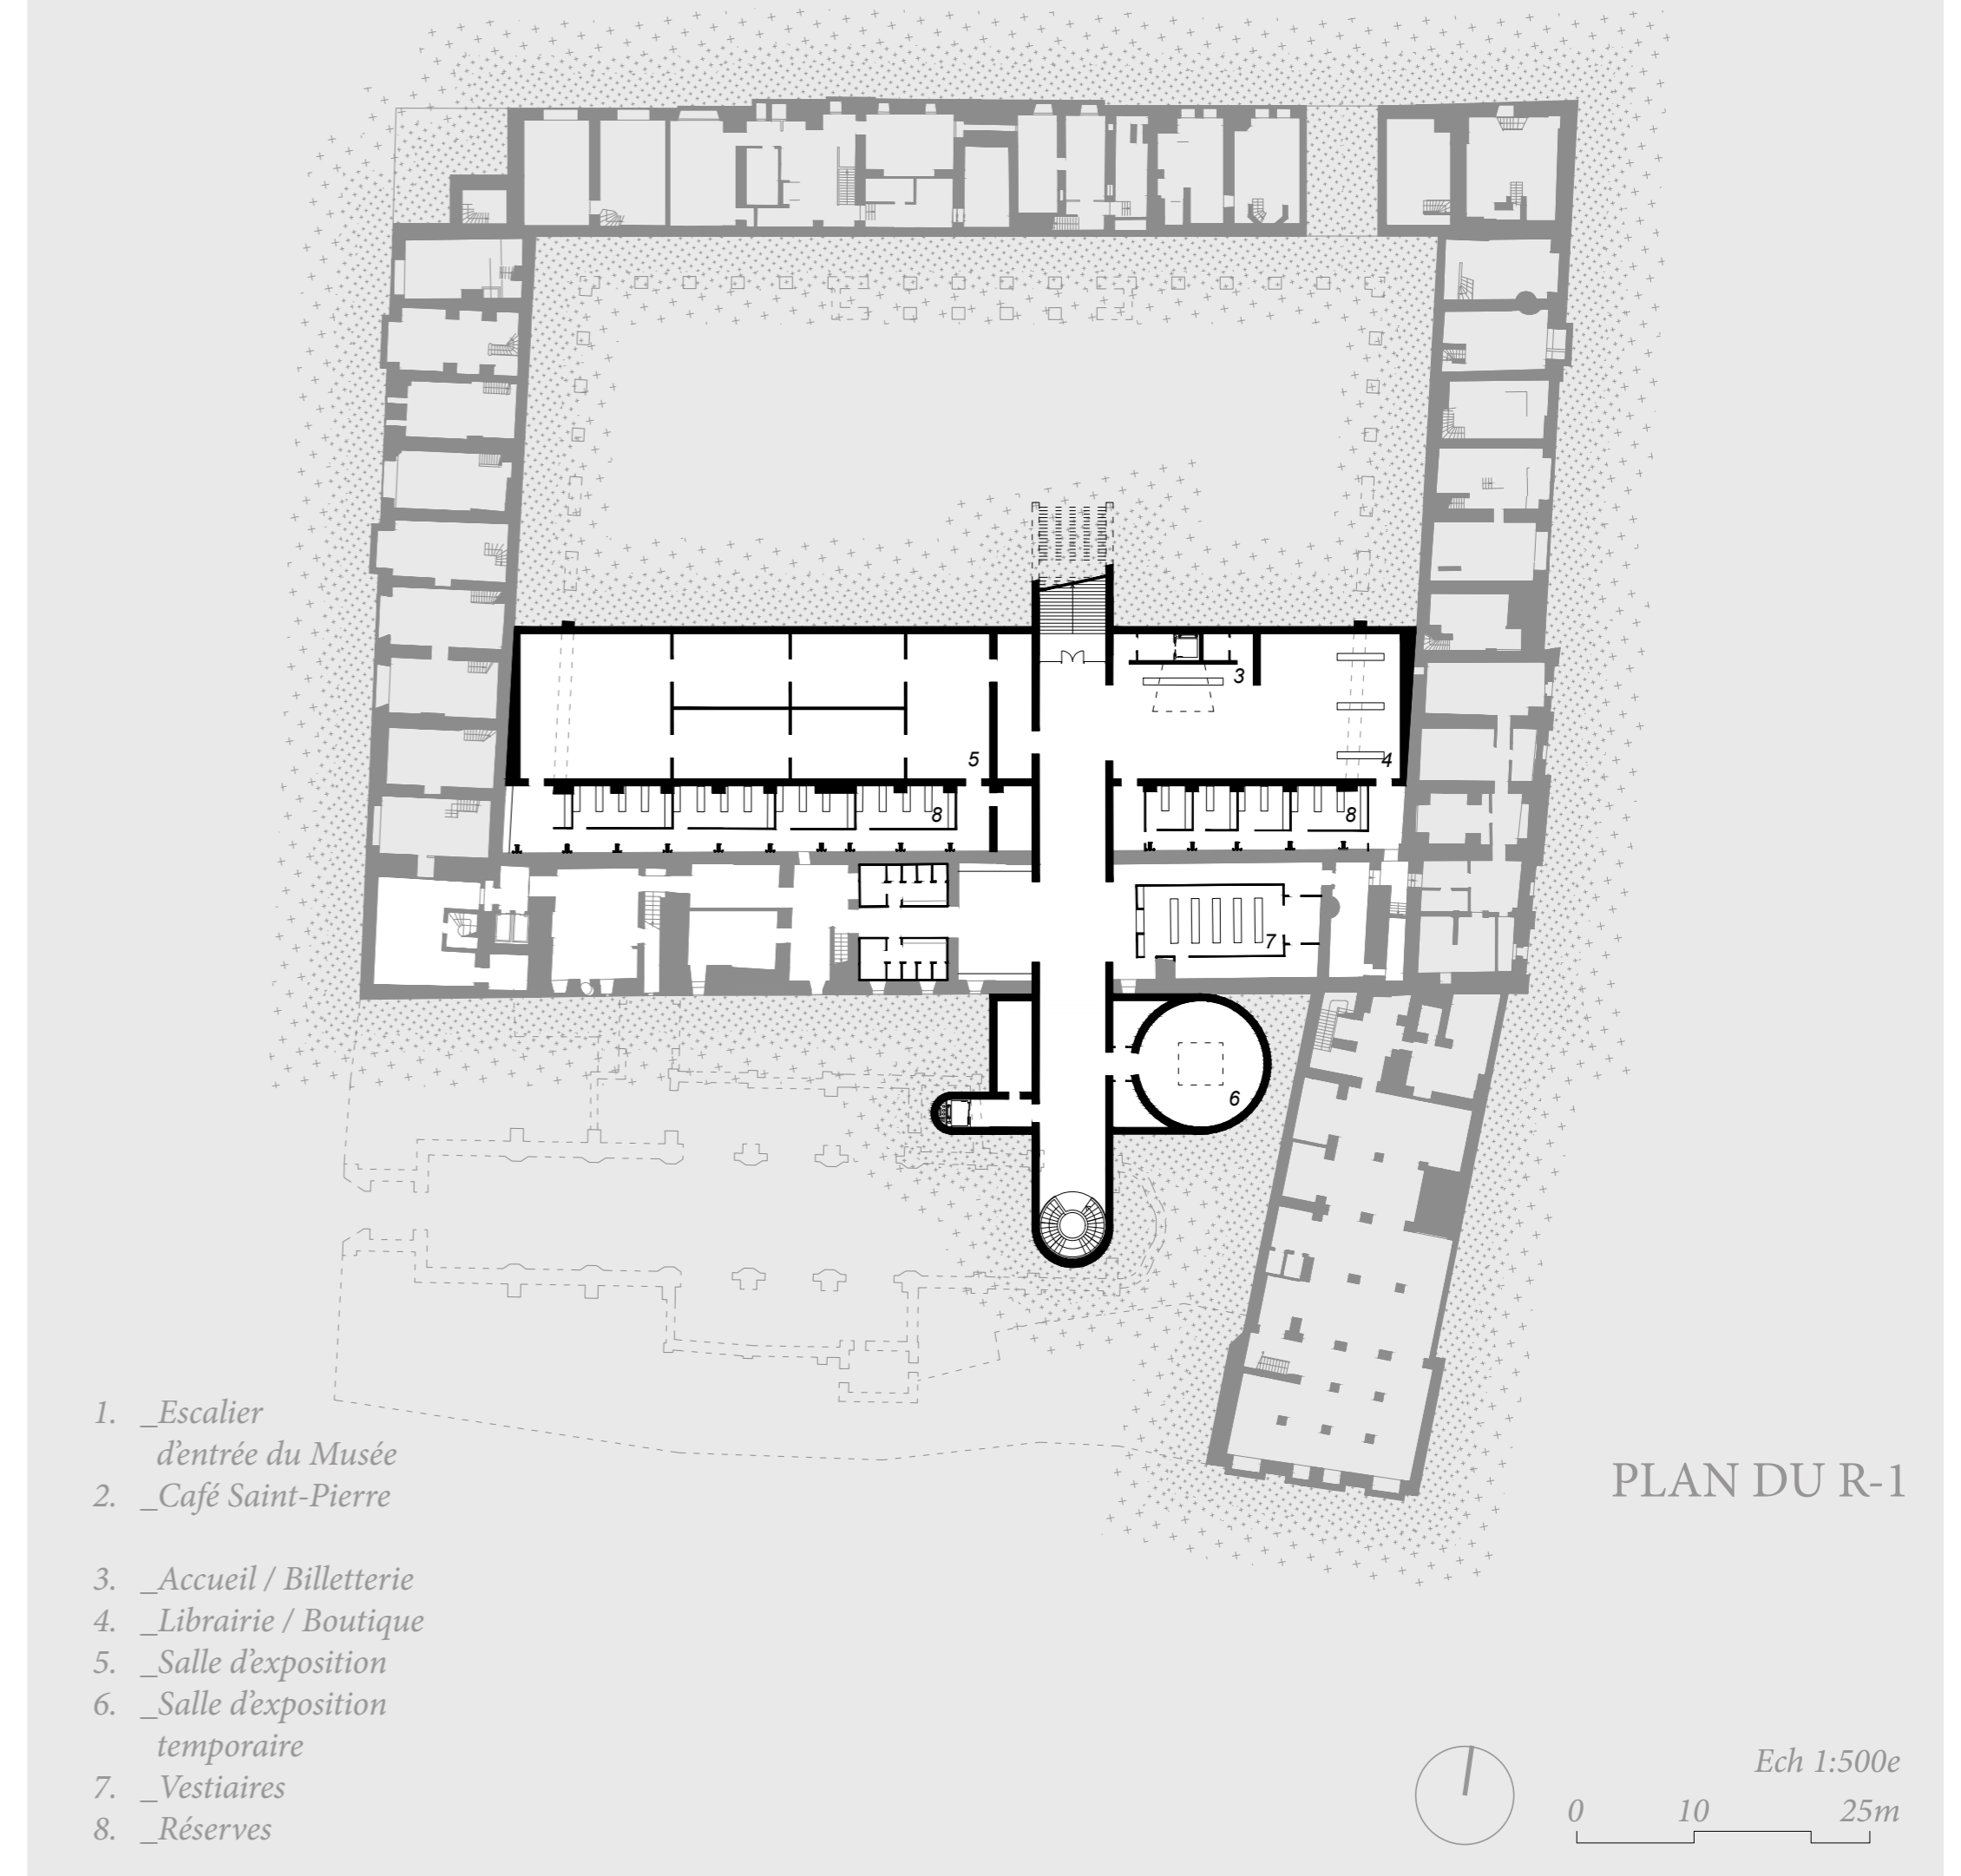 3
4
5
8
8
7
6
1. _Escalier
d'entrée du Musée
2. _Café Saint-Pierre
3. _Accueil / Billetterie
4. _Librairie / Boutique
5. _Salle d'exposition
6. _Salle d'exposition
temporaire
7. _Vestiaires
8. _Réserves
PLAN DU R-1
Ech 1:500e
0 10 25m